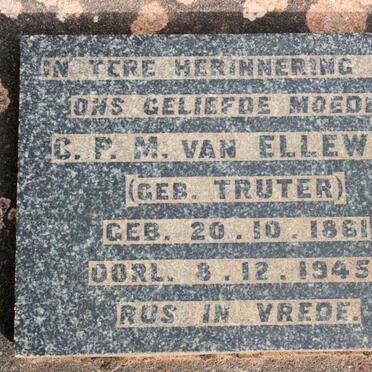 IN TERE HERINNERING
ONS GELIEFDE MOEDE
C. P. M. VAN ELLEW
(GEB. TRUTER)
GEB. 20.10.1861
OORL. 8.12.1945
RUS IN VREDE.